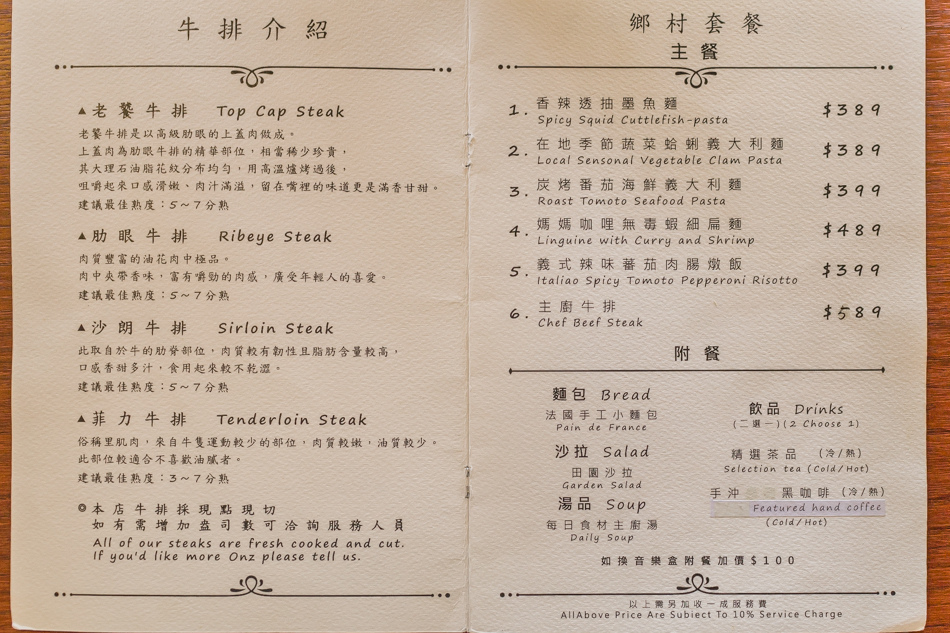 牛排介紹
▲老饕牛排 Top Cap Steak
老饕牛排是以高級肋眼的上蓋肉做成。
上蓋肉為肋眼牛排的精華部位，相當稀少珍貴，
其大理石油脂花紋分布均勻，用高溫爐烤過後，
咀嚼起來口感滑嫩、肉汁滿溢，留在嘴裡的味道更是滿香甘甜。
建議最佳熟度：5～7分熟
▲肋眼牛排 Ribeye Steak
肉質豐富的油花肉中極品。
肉中夾帶香味，富有嚼勁的肉感，廣受年輕人的喜愛。
建議最佳熟度：5～7分熟
▲沙朗牛排 Sirloin Steak
此取自於牛的肋脊部位，肉質較有韌性且脂肪含量較高，
口感香甜多汁，食用起來較不乾澀。
建議最佳熟度：5～7分熟
▲菲力牛排 Tenderloin Steak
俗稱里肌肉，來自牛隻運動較少的部位，肉質較嫩，油質較少。
此部位較適合不喜歡油膩者。
建議最佳熟度：3～7分熟
◎本店牛排採現點現切
如有需增加盎司數可洽詢服務人員
All of our steaks are fresh cooked and cut.
If you'd like more Onz please tell us.
鄉村套餐
主餐
1. 香辣透抽墨魚麵 $389
Spicy Squid Cuttlefish-pasta
2. 在地季節蔬菜蛤蜊義大利麵 $389
Local Sensonal Vegetable Clam Pasta
3. 炭烤番茄海鮮義大利麵 $399
Roast Tomoto Seafood Pasta
4. 媽媽咖哩無毒蝦細扁麵 $489
Linguine with Curry and Shrimp
5. 義式辣味蕃茄肉腸燉飯 $399
Italiao Spicy Tomoto Pepperoni Risotto
6. 主廚牛排 $589
Chef Beef Steak
附餐
麵包 Bread
法國手工小麵包
Pain de France
沙拉 Salad
田園沙拉
Garden Salad
湯品 Soup
每日食材主廚湯
Daily Soup
飲品 Drinks
(二選一)(2 Choose 1)
精選茶品 (冷/熱)
Selection tea (Cold/Hot)
手沖 黑咖啡 (冷/熱)
Featured hand coffee
(Cold/Hot)
如換音樂盒附餐加價$100
以上需另加收一成服務費
AllAbove Price Are Subiect To 10% Service Charge